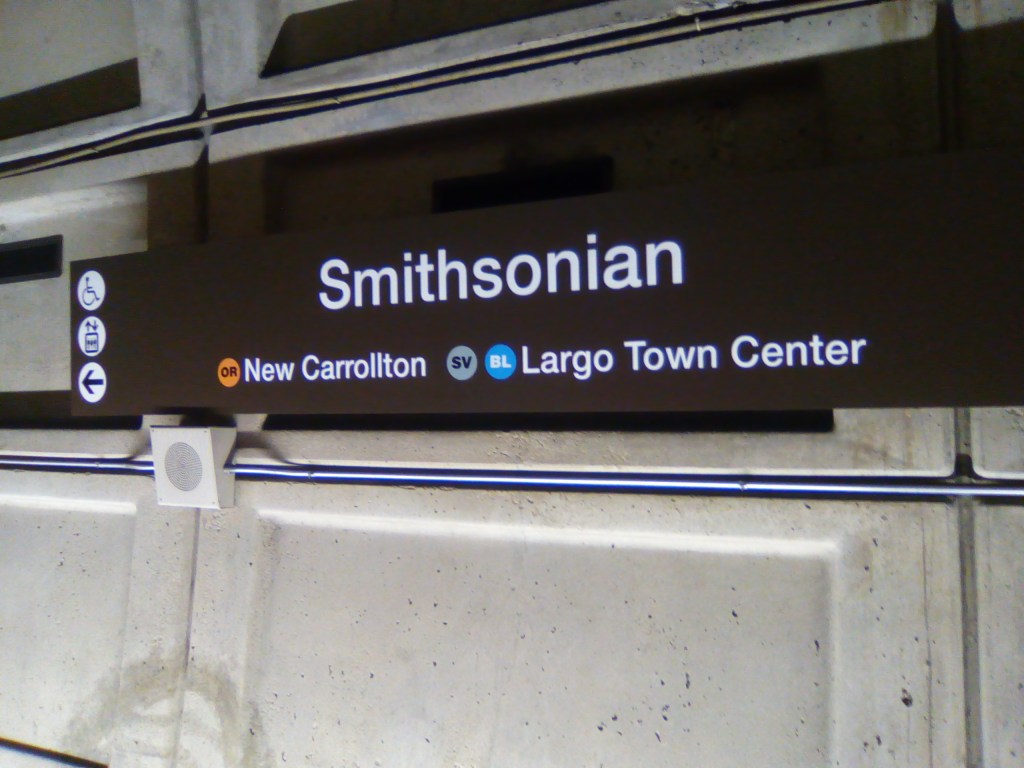 Smithsonian
OR New Carrollton SV BL Largo Town Center